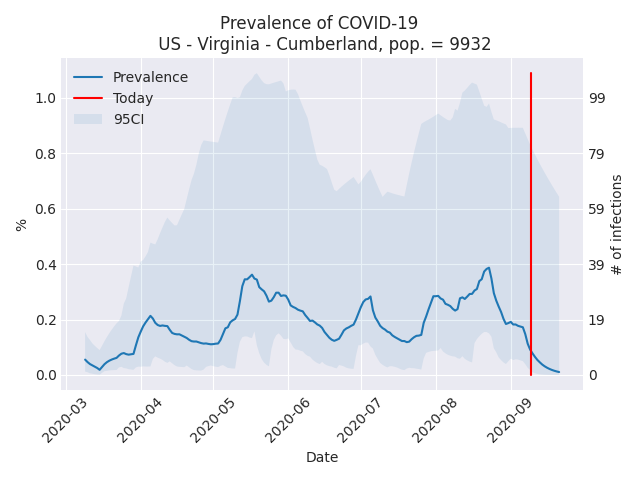 Prevalence of COVID-19
US - Virginia - Cumberland, pop. = 9932
Prevalence
Today
95CI
1.0
0.8
0.6
0.4
0.2
0.0
%
99
79
59
39
19
0
# of infections
2020-03
2020-04
2020-05
2020-06
2020-07
2020-08
2020-09
Date